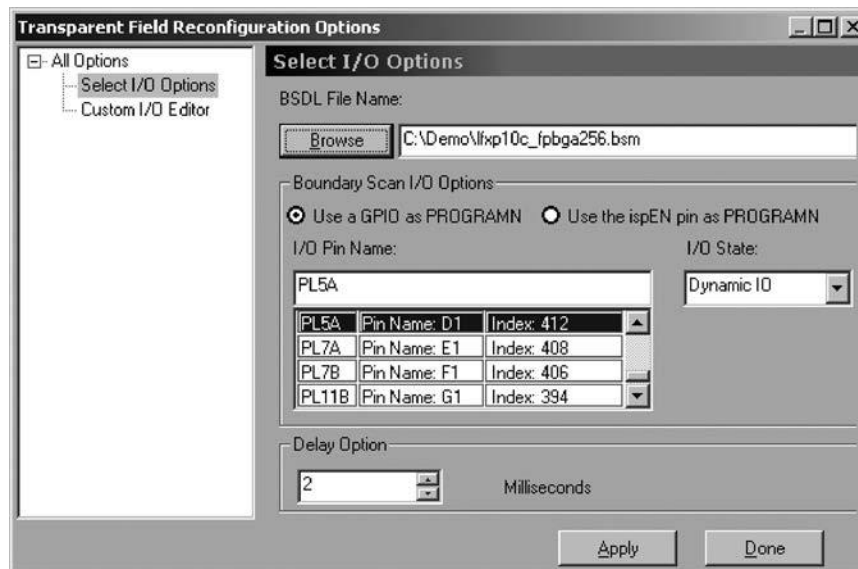 Transparent Field Reconfiguration Options
All Options
Select I/O Options
Custom I/O Editor
Select I/O Options
BSDL File Name:
Browse C:\Demo\lfxp10c_fpbga256.bsm
Boundary Scan I/O Options
Use a GPIO as PROGRAMN Use the ispEN pin as PROGRAMN
I/O Pin Name: I/O State:
PL5A Dynamic IO
PL5A Pin Name: D1 Index: 412
PL7A Pin Name: E1 Index: 408
PL7B Pin Name: F1 Index: 406
PL11B Pin Name: G1 Index: 394
Delay Option
2 Milliseconds
Apply Done